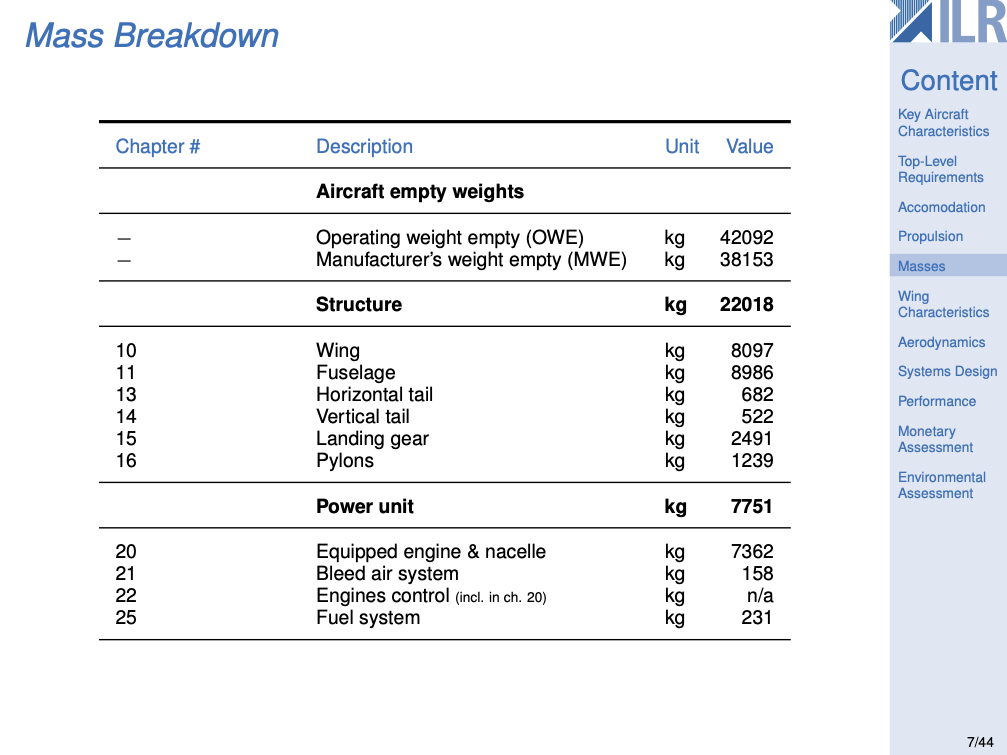 Mass Breakdown
ILR
Content
Key Aircraft
Characteristics
Top-Level
Requirements
Accomodation
Propulsion
Masses
Wing
Characteristics
Aerodynamics
Systems Design
Performance
Monetary
Assessment
Environmental
Assessment
Chapter # Description Unit Value
Aircraft empty weights
— Operating weight empty (OWE) kg 42092
— Manufacturer's weight empty (MWE) kg 38153
Structure kg 22018
10 Wing kg 8097
11 Fuselage kg 8986
13 Horizontal tail kg 682
14 Vertical tail kg 522
15 Landing gear kg 2491
16 Pylons kg 1239
Power unit kg 7751
20 Equipped engine & nacelle kg 7362
21 Bleed air system kg 158
22 Engines control (incl. in ch. 20) kg n/a
25 Fuel system kg 231
7/44